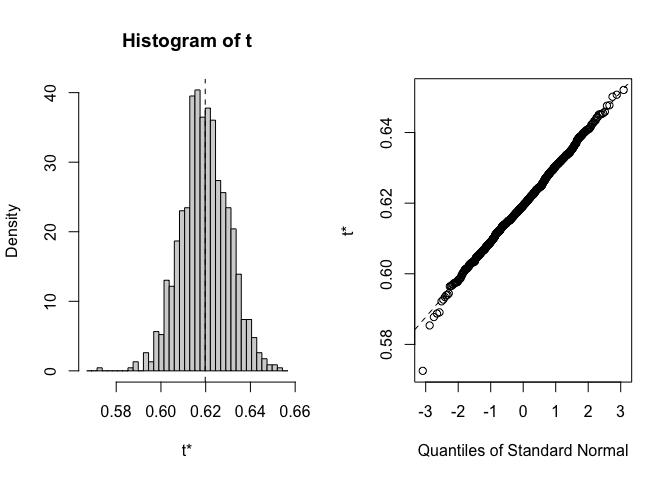 Histogram of t
Density
0
10
20
30
40
0.58 0.60 0.62 0.64 0.66
t*
t*
0.58
0.60
0.62
0.64
-3 -2 -1 0 1 2 3
Quantiles of Standard Normal